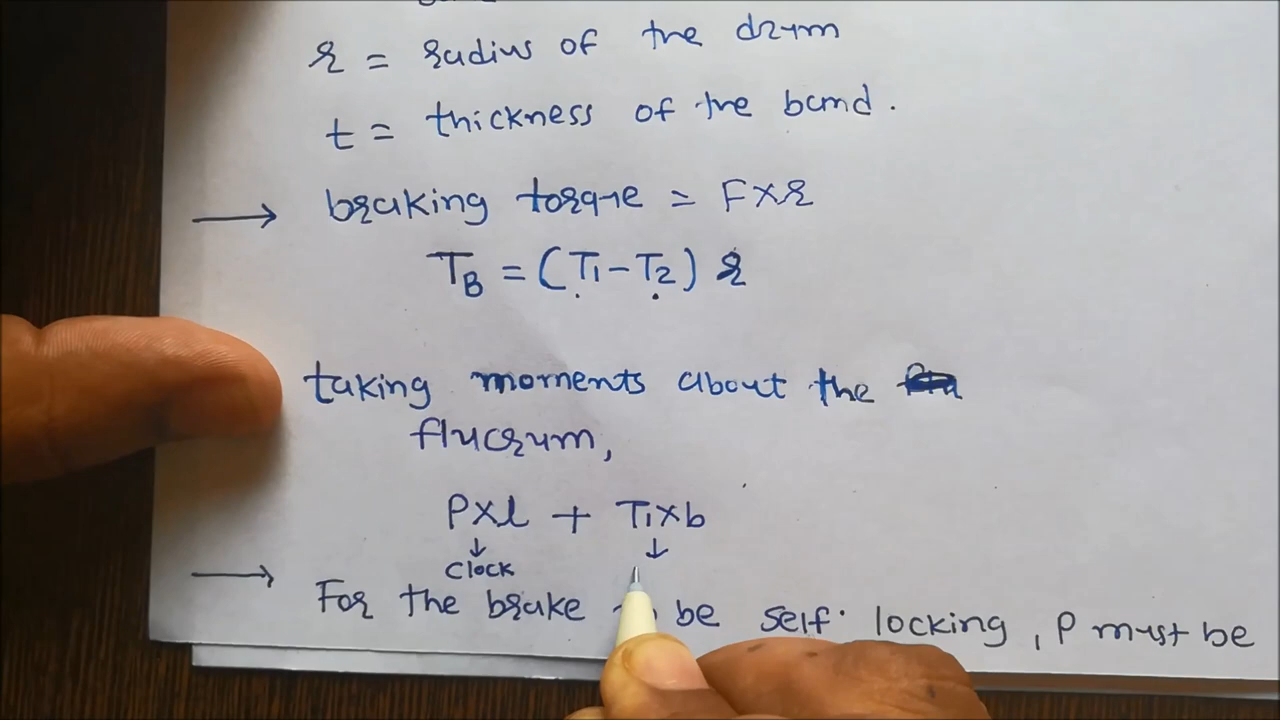 r = radius of the drum
t = thickness of the band.
→ braking torque = F×r
T_B = (T₁-T₂) r
taking moments about the
flucrum,
P×l + T₁×b
↓ ↓
clock
→ For the brake be self locking, P must be